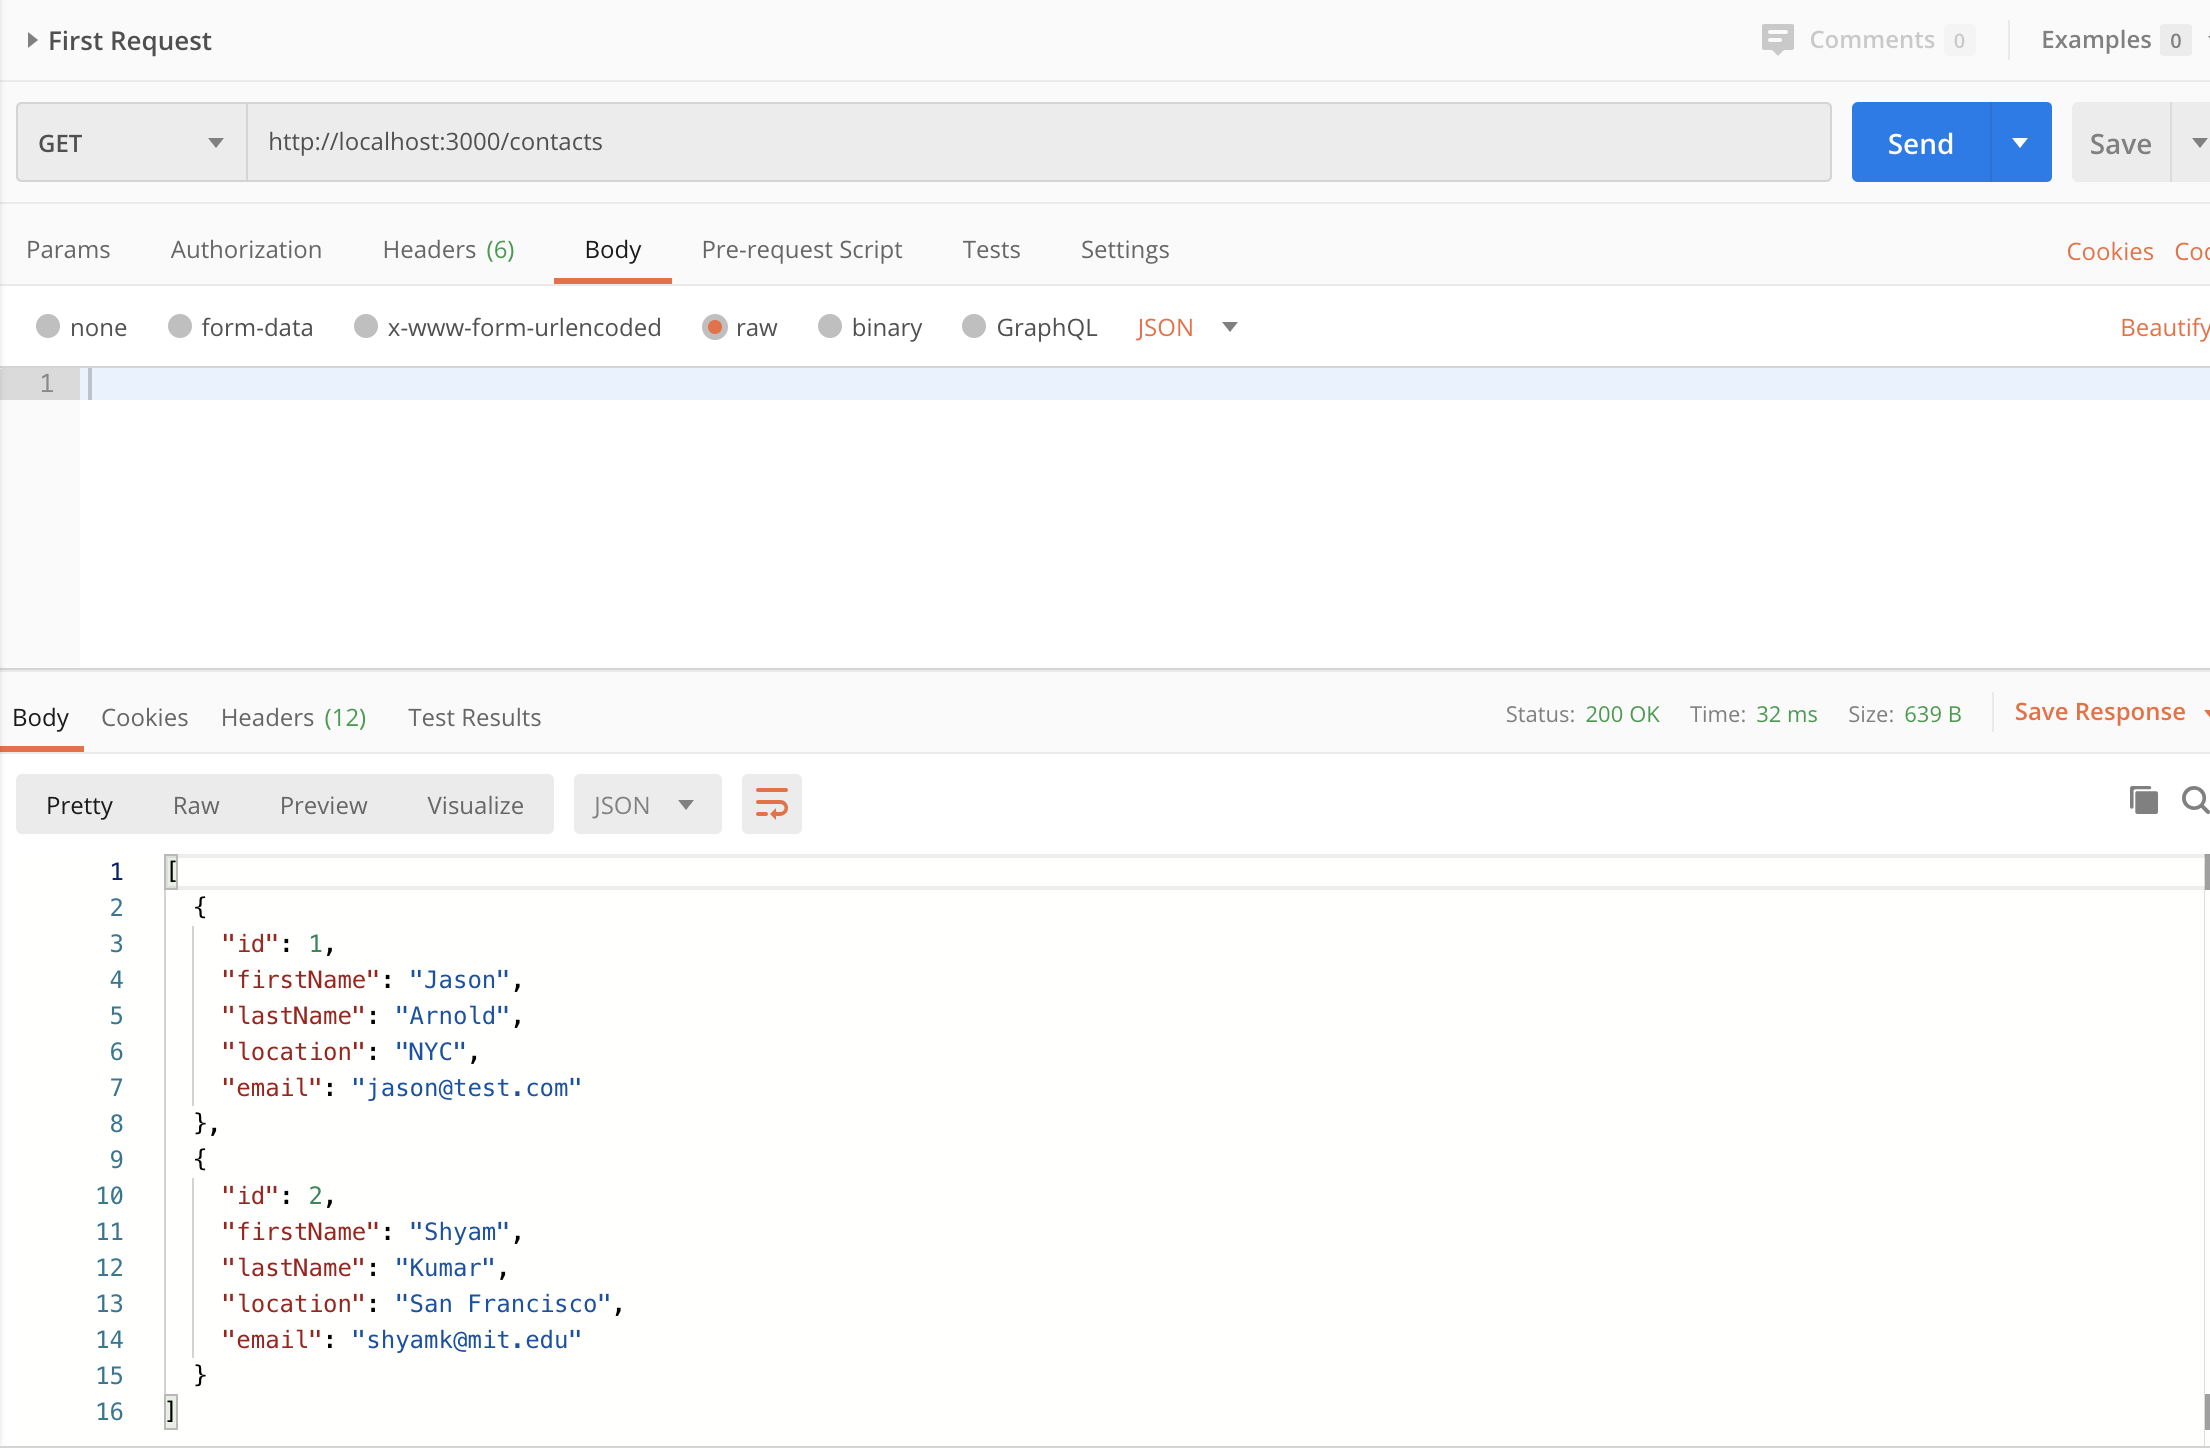 First Request Comments 0 Examples 0
GET http://localhost:3000/contacts Send Save
Params Authorization Headers (6) Body Pre-request Script Tests Settings Cookies
none form-data x-www-form-urlencoded raw binary GraphQL JSON Beautify
1
Body Cookies Headers (12) Test Results Status: 200 OK Time: 32 ms Size: 639 B Save Response
Pretty Raw Preview Visualize JSON
1 [
2 {
3 "id": 1,
4 "firstName": "Jason",
5 "lastName": "Arnold",
6 "location": "NYC",
7 "email": "jason@test.com"
8 },
9 {
10 "id": 2,
11 "firstName": "Shyam",
12 "lastName": "Kumar",
13 "location": "San Francisco",
14 "email": "shyamk@mit.edu"
15 }
16 ]